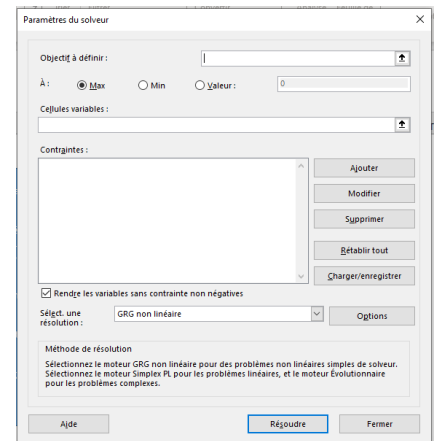 Paramètres du solveur
Objectif à définir :
À : Max Min Valeur : 0
Cellules variables :
Contraintes :
Ajouter
Modifier
Supprimer
Rétablir tout
Charger/enregistrer
Rendre les variables sans contrainte non négatives
Sélect. une résolution : GRG non linéaire Options
Méthode de résolution
Sélectionnez le moteur GRG non linéaire pour des problèmes non linéaires simples de solveur.
Sélectionnez le moteur Simplex PL pour les problèmes linéaires, et le moteur Évolutionnaire
pour les problèmes complexes.
Aide Résoudre Fermer